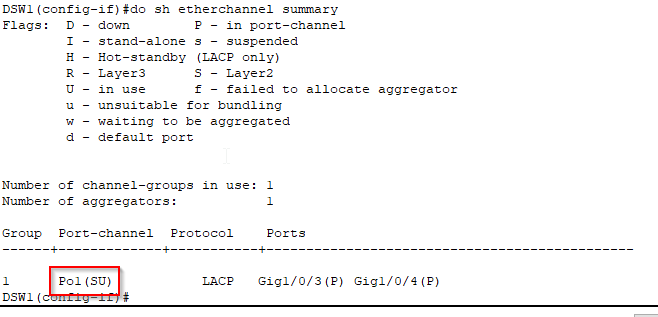 DSW1(config-if)#do sh etherchannel summary
Flags:  D - down        P - in port-channel
        I - stand-alone s - suspended
        H - Hot-standby (LACP only)
        R - Layer3      S - Layer2
        U - in use      f - failed to allocate aggregator
        u - unsuitable for bundling
        w - waiting to be aggregated
        d - default port
Number of channel-groups in use: 1
Number of aggregators:           1
Group  Port-channel  Protocol    Ports
------+-------------+-----------+----------------------------------------------
1      Po1(SU)           LACP   Gig1/0/3(P) Gig1/0/4(P)
DSW1(config-if)#